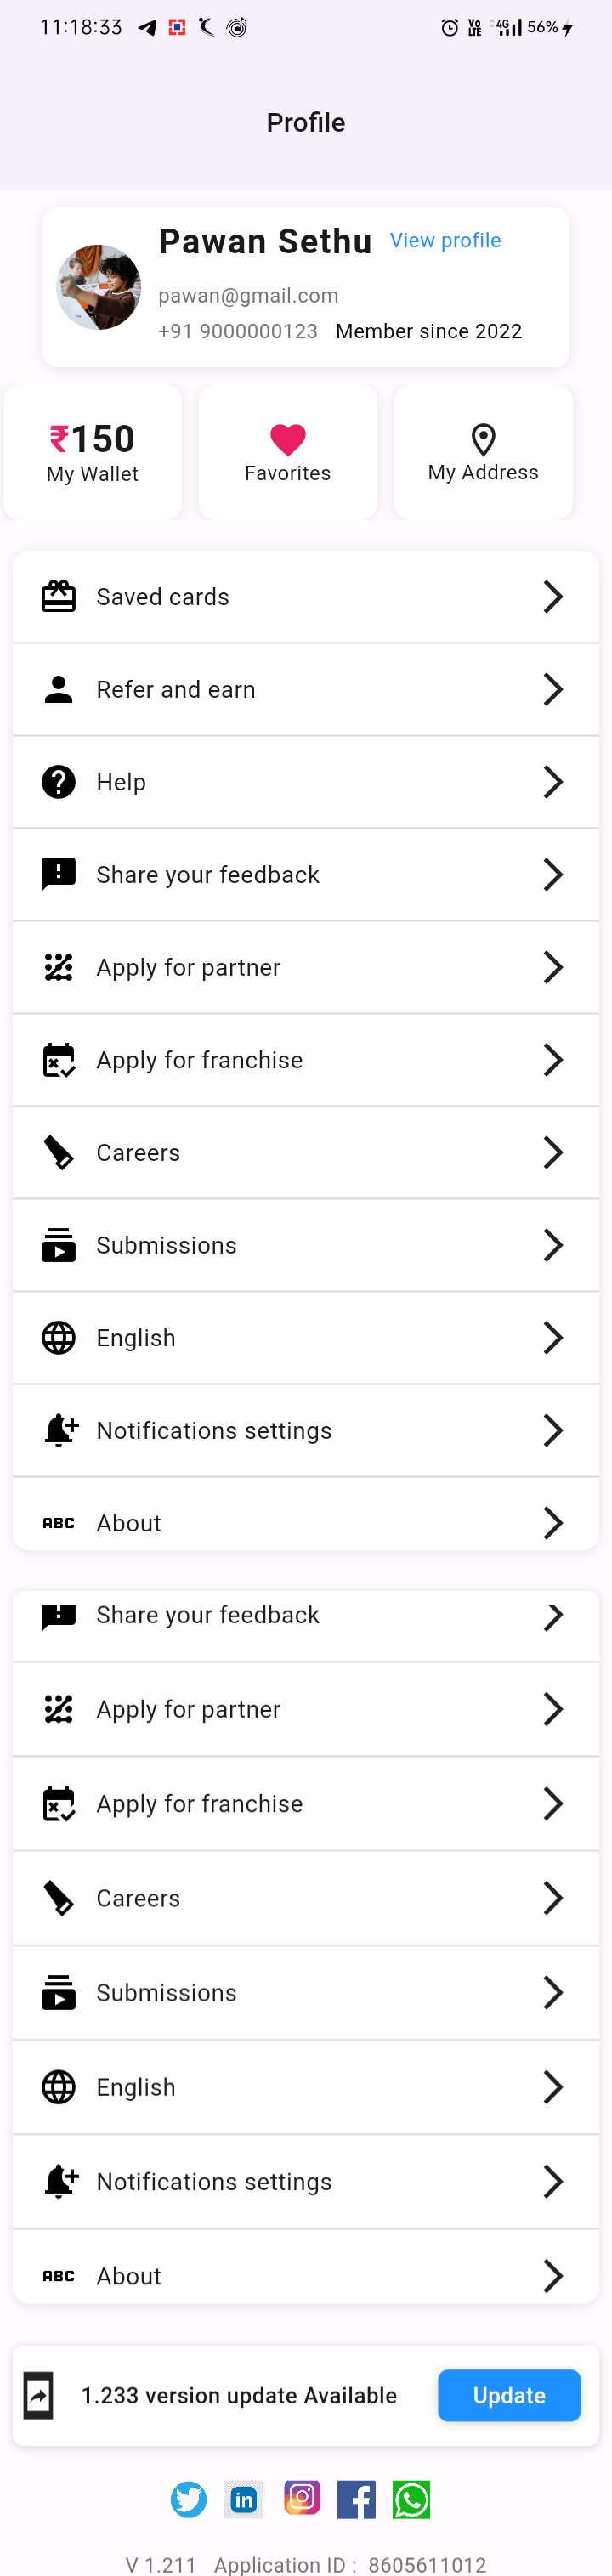 11:18:33 Vo LTE 4G 56%
Profile
Pawan Sethu View profile
pawan@gmail.com
+91 9000000123 Member since 2022
₹150
My Wallet Favorites My Address
Saved cards
Refer and earn
Help
Share your feedback
Apply for partner
Apply for franchise
Careers
Submissions
English
Notifications settings
ABC About
Share your feedback
Apply for partner
Apply for franchise
Careers
Submissions
English
Notifications settings
ABC About
1.233 version update Available Update
in
V 1.211 Application ID : 8605611012